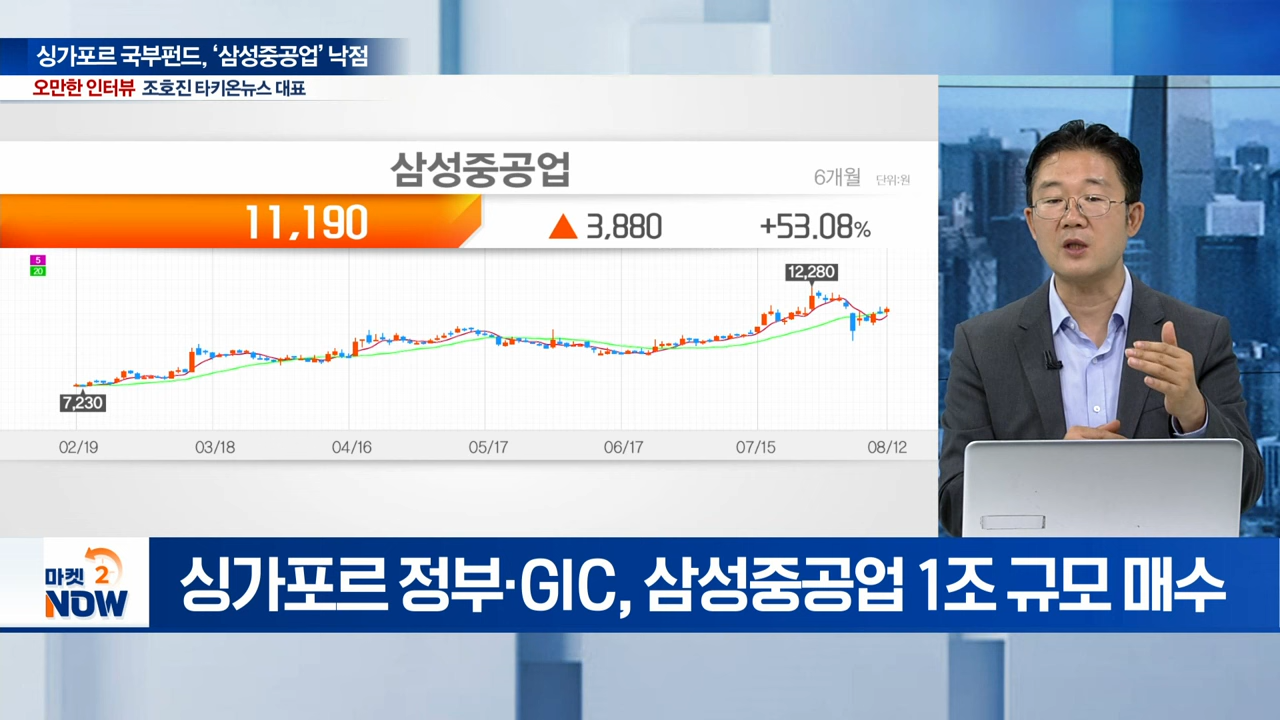 싱가포르 국부펀드, ‘삼성중공업’ 낙점
오만한 인터뷰 조호진 타키온뉴스 대표
삼성중공업
6개월 단위:원
11,190 ▲ 3,880 +53.08%
5
20
12,280
7,230
02/19 03/18 04/16 05/17 06/17 07/15 08/12
마켓 2
NOW
싱가포르 정부·GIC, 삼성중공업 1조 규모 매수